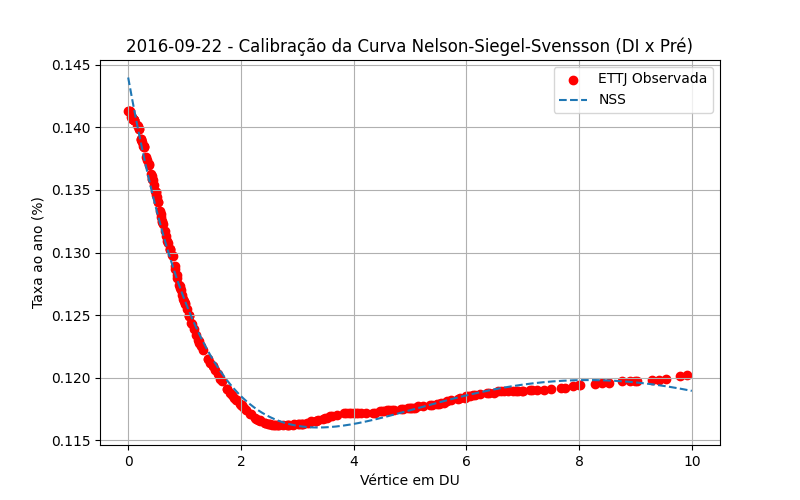 2016-09-22 - Calibração da Curva Nelson-Siegel-Svensson (DI x Pré)
ETTJ Observada
NSS
Taxa ao ano (%)
0.145
0.140
0.135
0.130
0.125
0.120
0.115
0 2 4 6 8 10
Vértice em DU